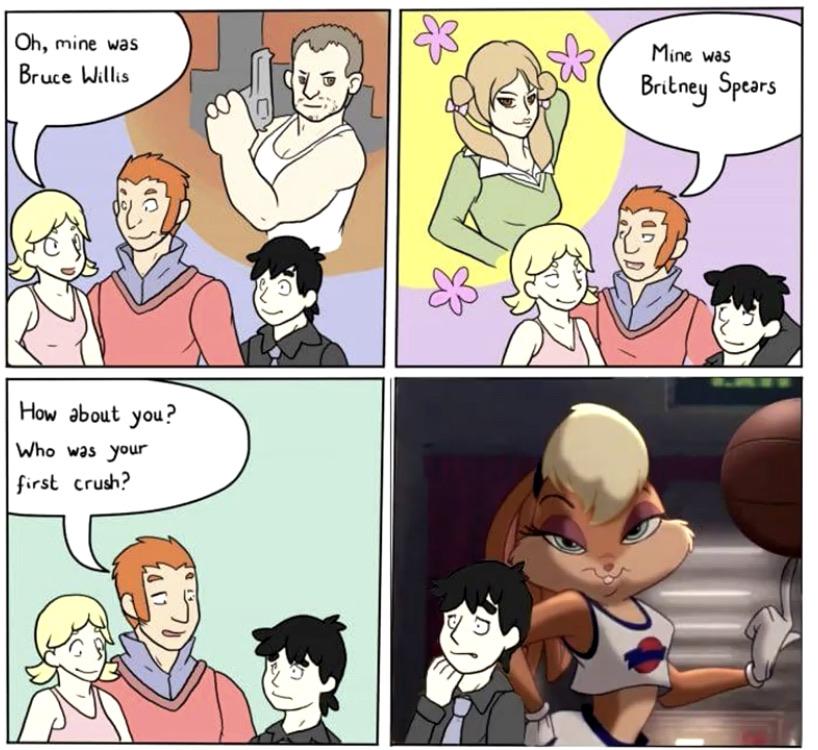 Oh, mine was
Bruce Willis
Mine was
Britney Spears
How about you?
Who was your
first crush?